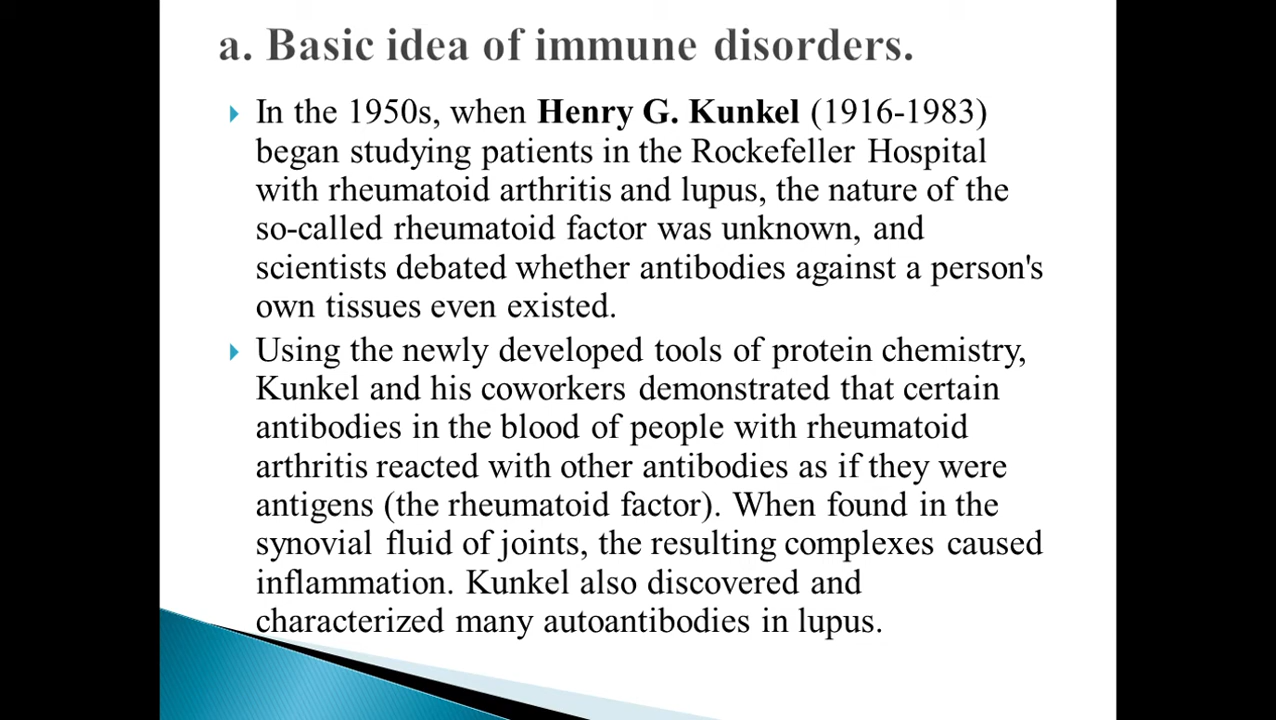 a. Basic idea of immune disorders.
In the 1950s, when Henry G. Kunkel (1916-1983)
began studying patients in the Rockefeller Hospital
with rheumatoid arthritis and lupus, the nature of the
so-called rheumatoid factor was unknown, and
scientists debated whether antibodies against a person's
own tissues even existed.
Using the newly developed tools of protein chemistry,
Kunkel and his coworkers demonstrated that certain
antibodies in the blood of people with rheumatoid
arthritis reacted with other antibodies as if they were
antigens (the rheumatoid factor). When found in the
synovial fluid of joints, the resulting complexes caused
inflammation. Kunkel also discovered and
characterized many autoantibodies in lupus.